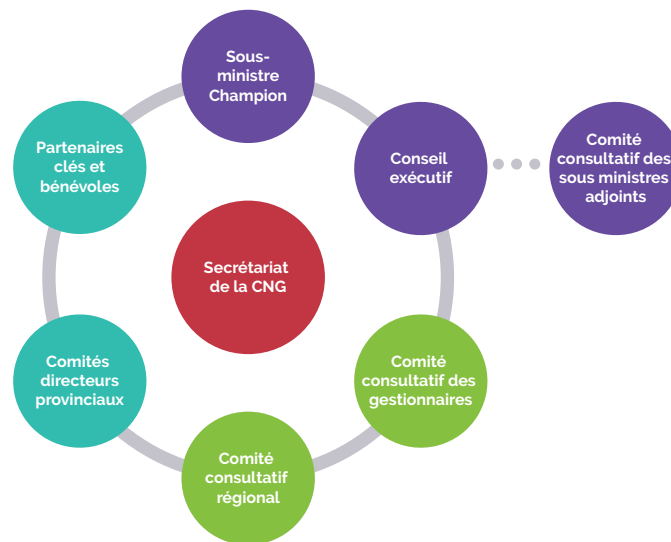 Sous-
ministre
Champion
Partenaires
clés et
bénévoles
Conseil
exécutif
Comité
consultatif des
sous ministres
adjoints
Secrétariat
de la CNG
Comités
directeurs
provinciaux
Comité
consultatif des
gestionnaires
Comité
consultatif
régional